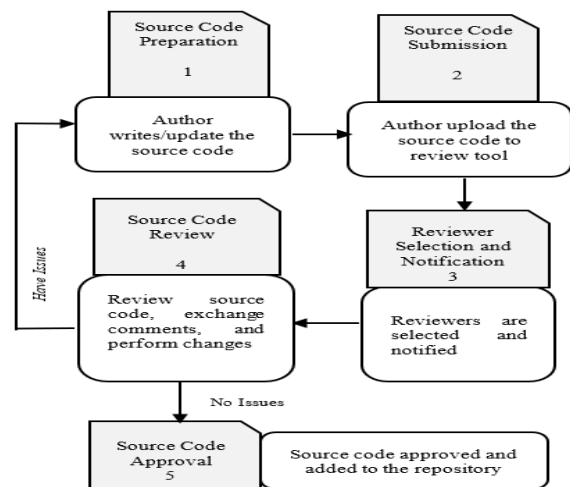 Source Code
Preparation
1
Author
writes/update the
source code
Source Code
Submission
2
Author upload the
source code to
review tool
Reviewer
Selection and
Notification
3
Reviewers are
selected and
notified
Source Code
Review
4
Review source
code, exchange
comments, and
perform changes
Have Issues
No Issues
Source Code
Approval
5
Source code approved and
added to the repository